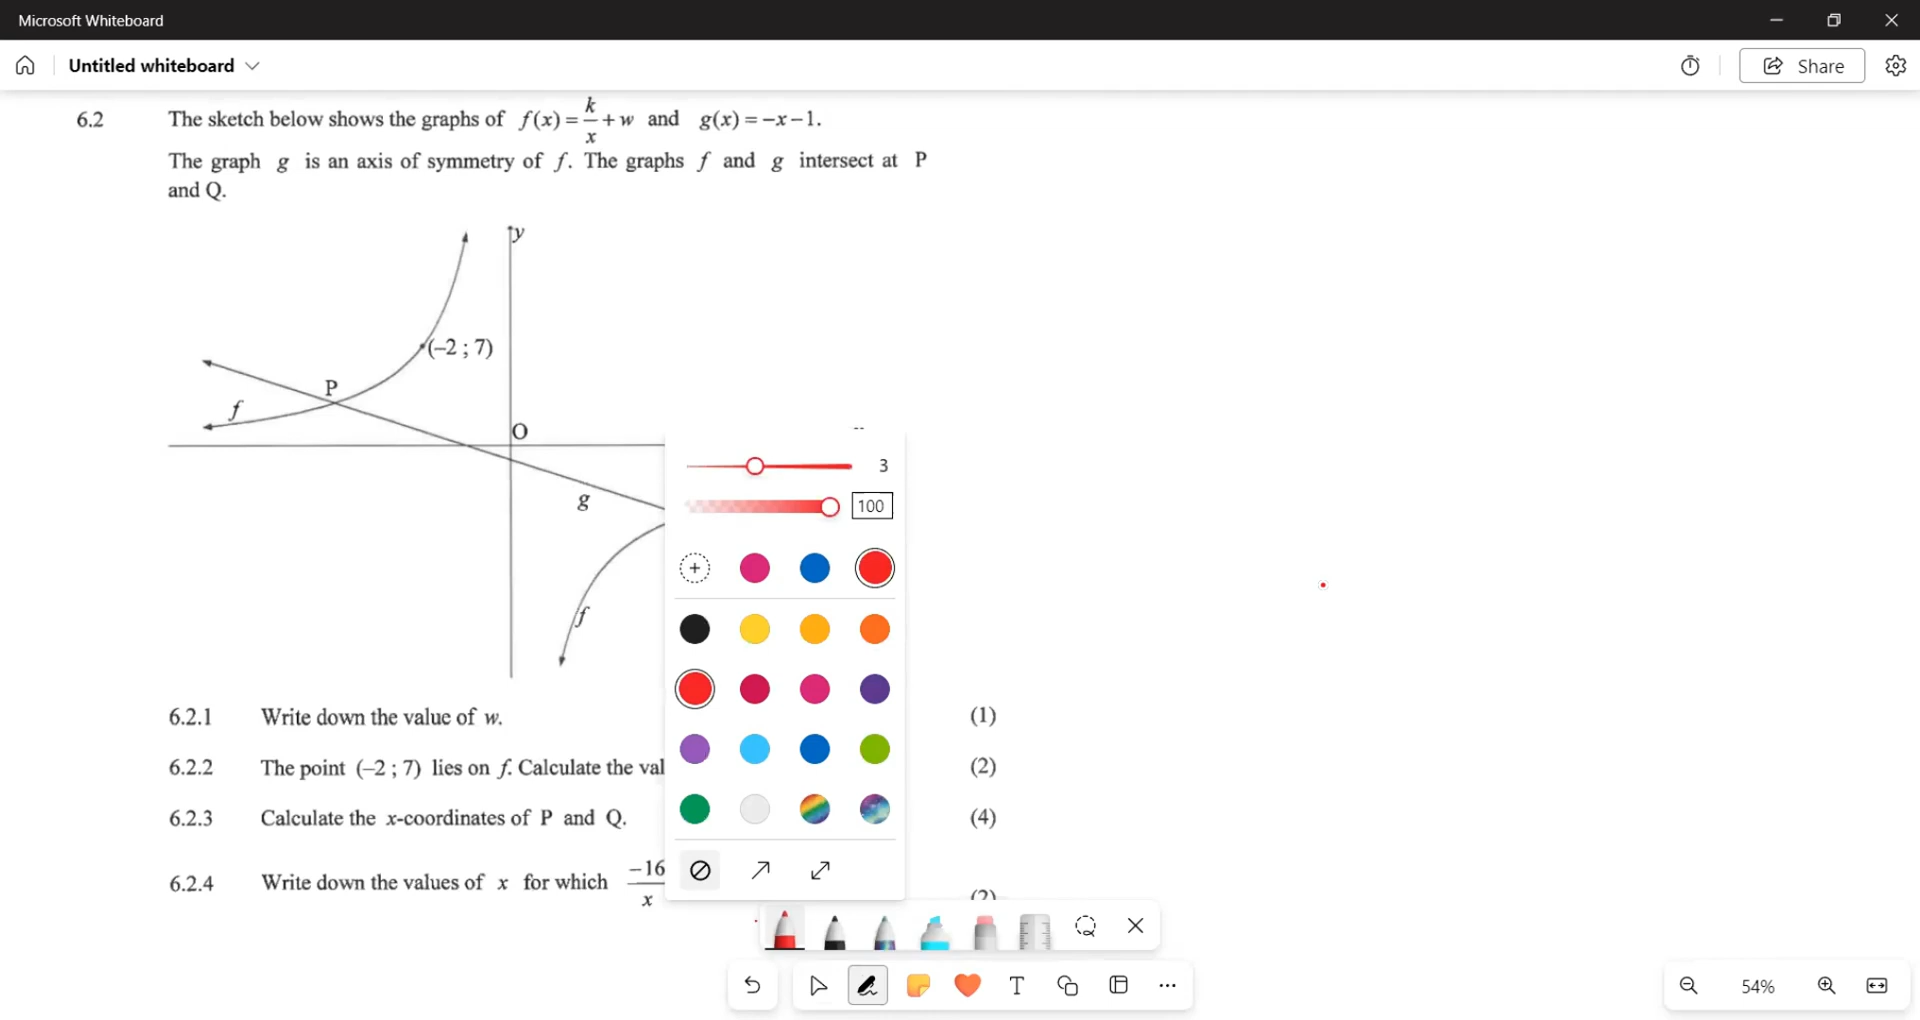 Microsoft Whiteboard
Untitled whiteboard
Share
6.2 The sketch below shows the graphs of f(x) = k/x + w and g(x) = −x − 1.
The graph g is an axis of symmetry of f. The graphs f and g intersect at P
and Q.
y
(−2 ; 7)
P
f
O
g
f
3
100
6.2.1 Write down the value of w. (1)
6.2.2 The point (−2 ; 7) lies on f. Calculate the val (2)
6.2.3 Calculate the x-coordinates of P and Q. (4)
6.2.4 Write down the values of x for which −16/x (2)
54%